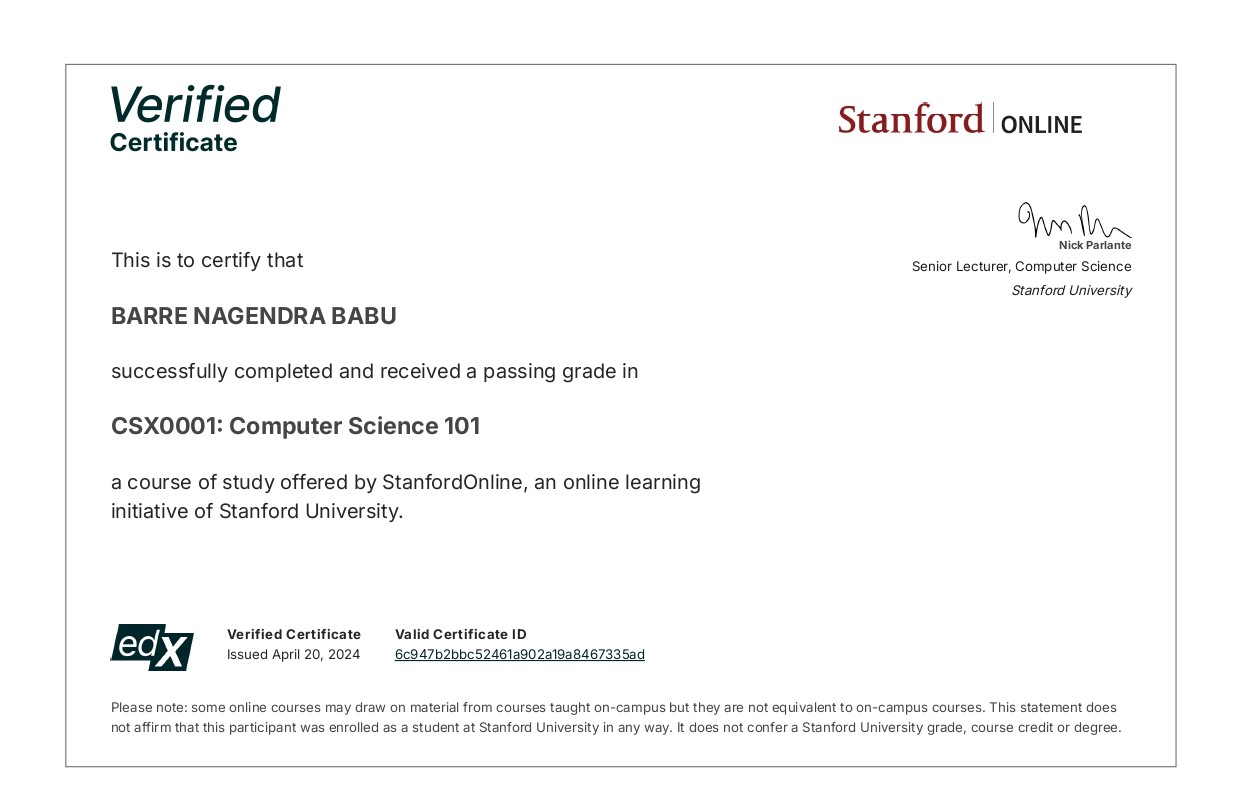 Verified
Certificate
Stanford | ONLINE
Nick Parlante
Senior Lecturer, Computer Science
Stanford University
This is to certify that
BARRE NAGENDRA BABU
successfully completed and received a passing grade in
CSX0001: Computer Science 101
a course of study offered by StanfordOnline, an online learning
initiative of Stanford University.
edX
Verified Certificate
Issued April 20, 2024
Valid Certificate ID
6c947b2bbc52461a902a19a8467335ad
Please note: some online courses may draw on material from courses taught on-campus but they are not equivalent to on-campus courses. This statement does
not affirm that this participant was enrolled as a student at Stanford University in any way. It does not confer a Stanford University grade, course credit or degree.